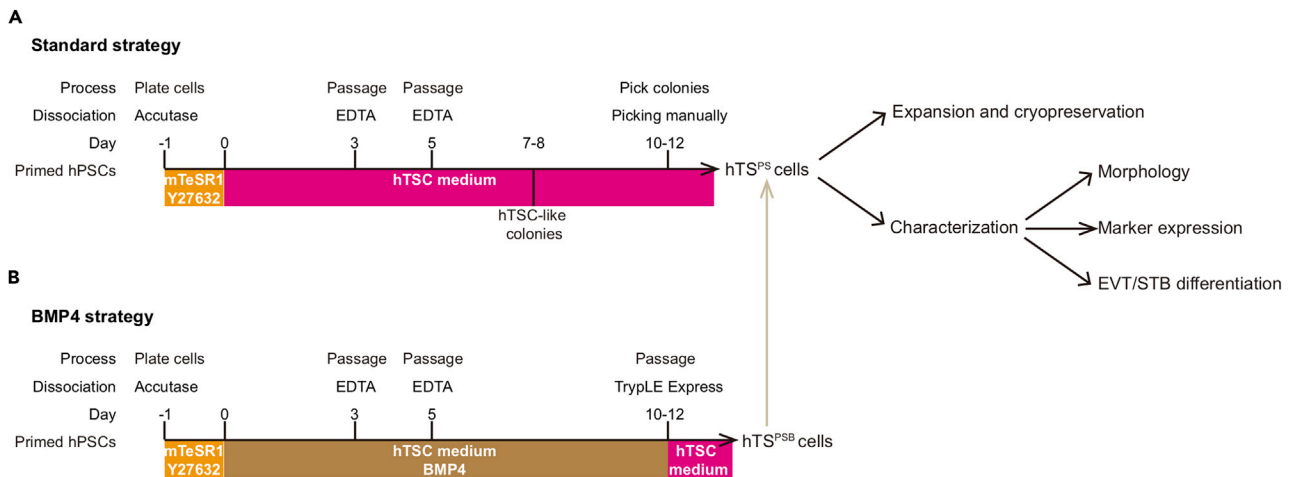 A
Standard strategy
Process Plate cells Passage Passage Pick colonies
Dissociation Accutase EDTA EDTA Picking manually
Day -1 0 3 5 7-8 10-12
Primed hPSCs
mTeSR1 hTSC medium
Y27632
hTSC-like
colonies
hTS^PS cells
Expansion and cryopreservation
Characterization
Morphology
Marker expression
EVT/STB differentiation
B
BMP4 strategy
Process Plate cells Passage Passage Passage
Dissociation Accutase EDTA EDTA TrypLE Express
Day -1 0 3 5 10-12
Primed hPSCs
mTeSR1 hTSC medium hTSC
Y27632 BMP4 medium
hTS^PSB cells